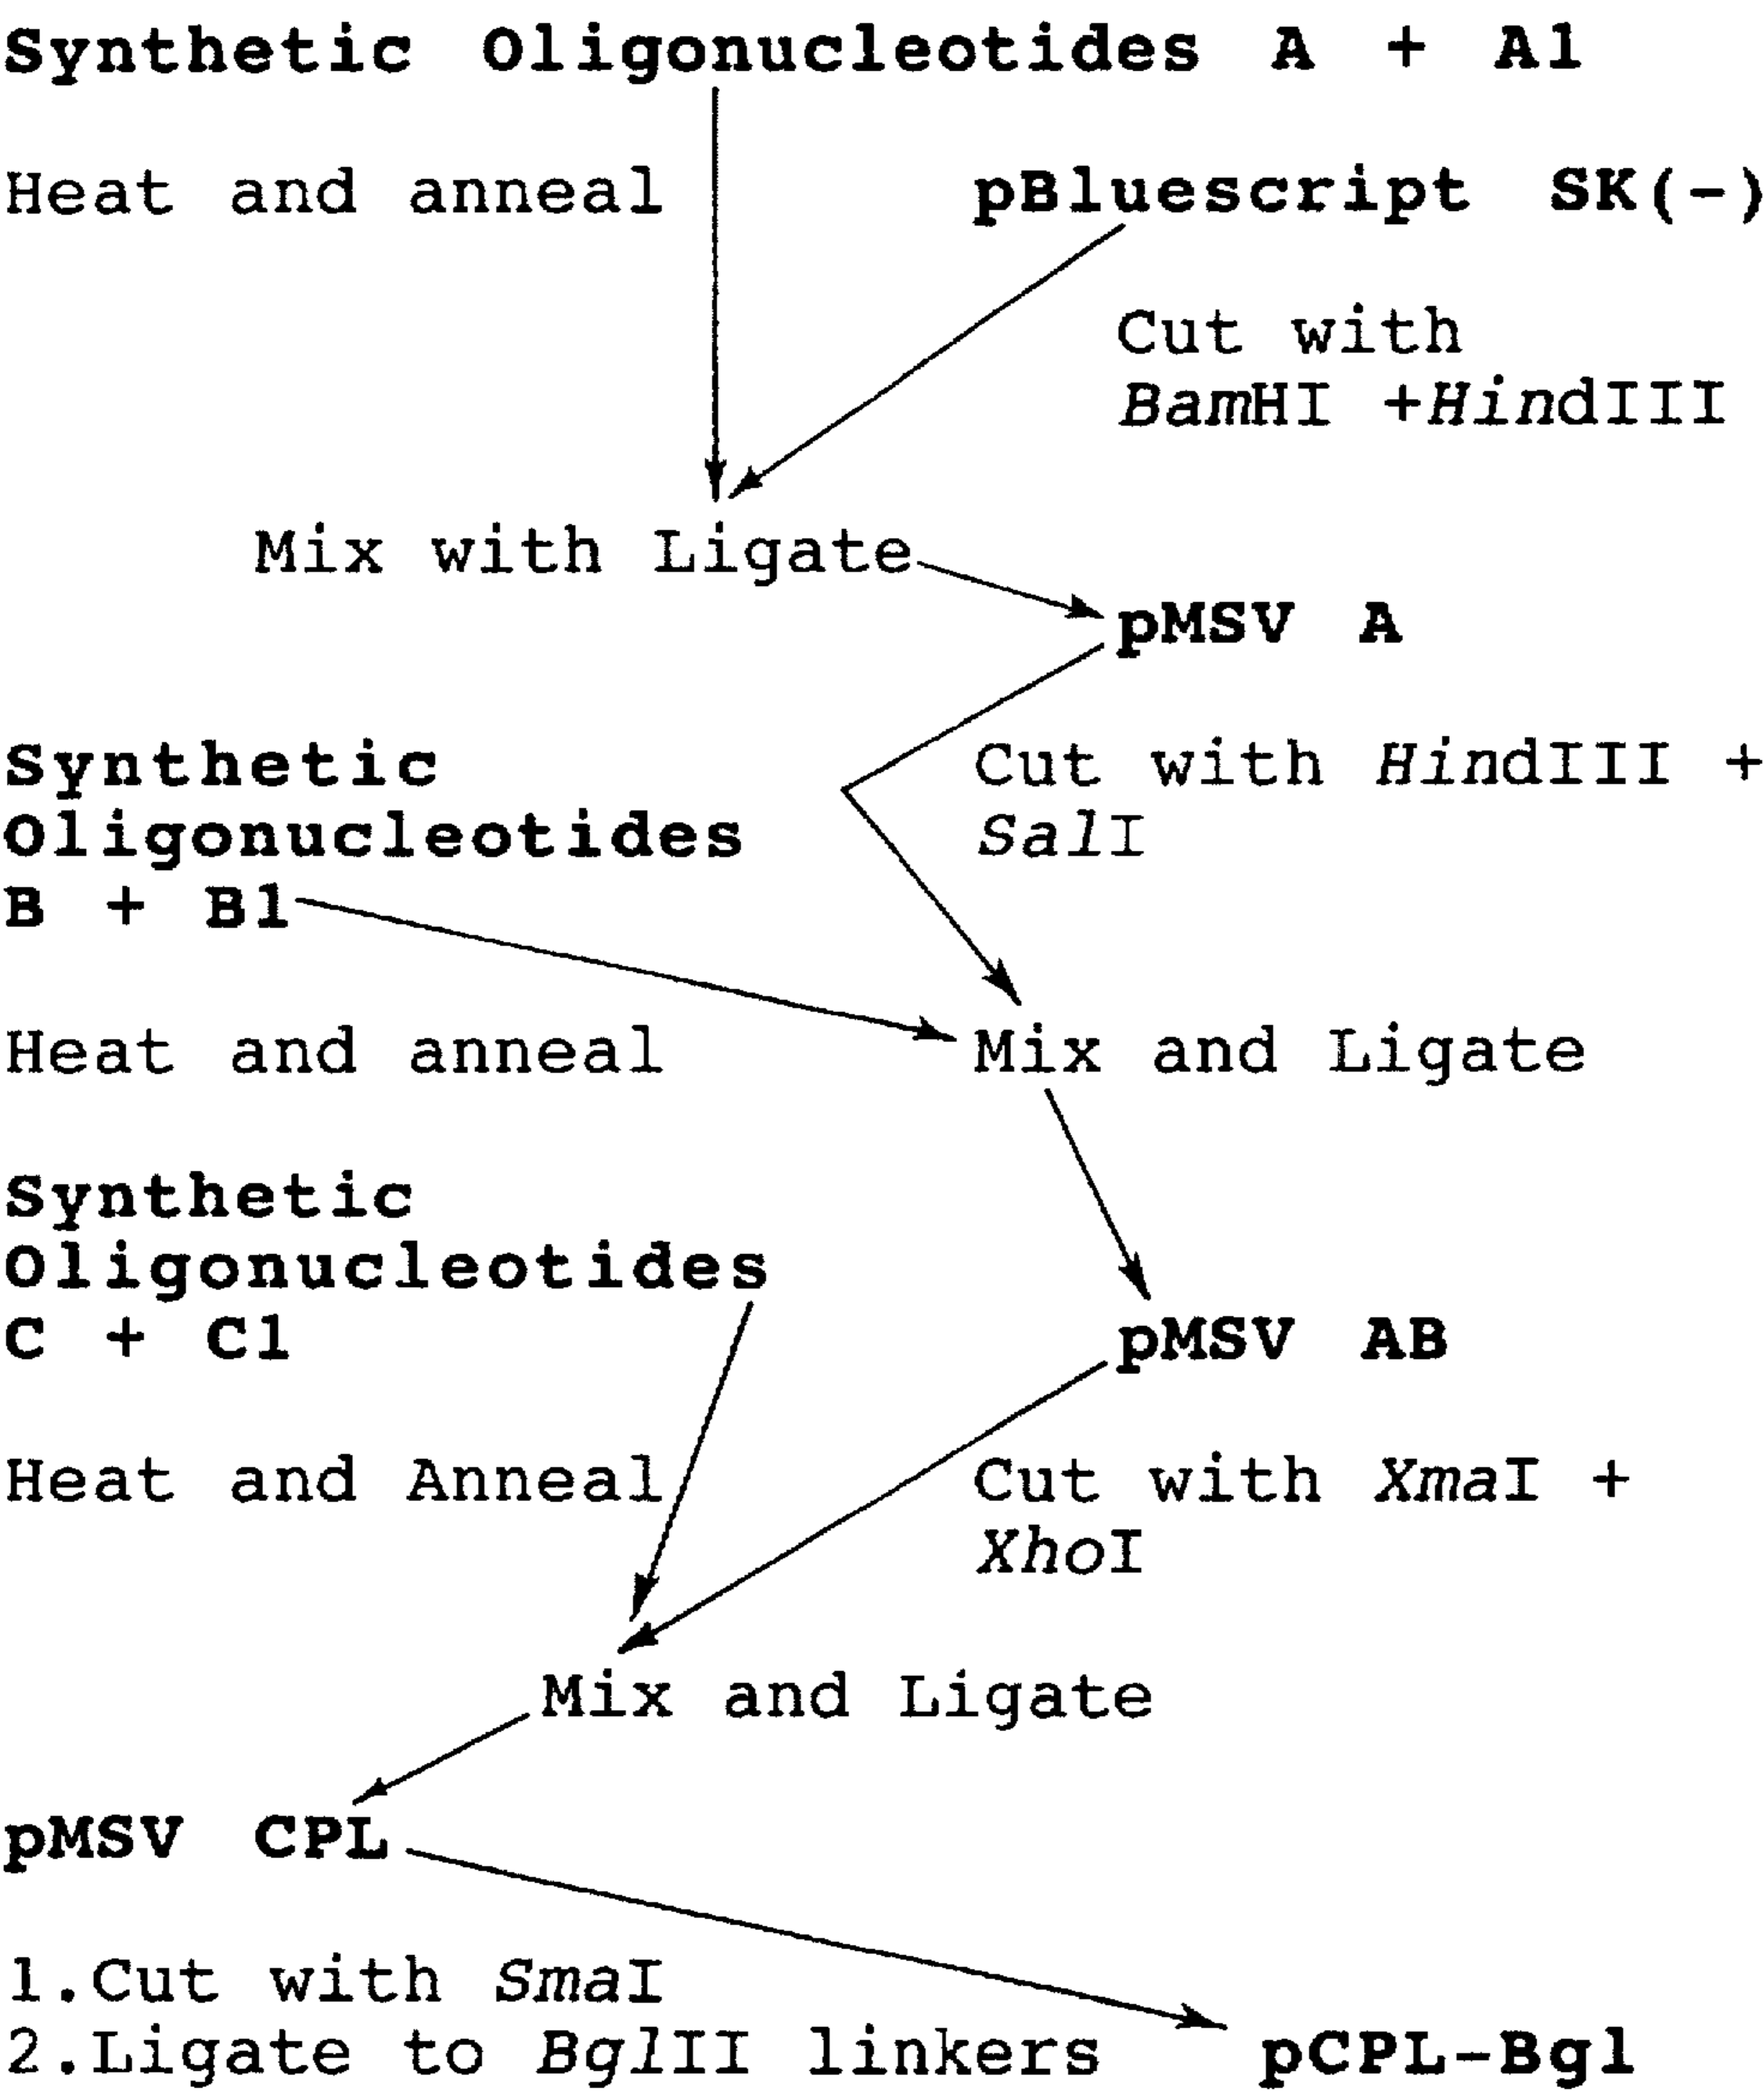 Synthetic Oligonucleotides A + A1
Heat and anneal
pBluescript SK(-)
Cut with
BamHI +HindIII
Mix with Ligate
pMSV A
Synthetic
Oligonucleotides
B + B1
Cut with HindIII +
SalI
Heat and anneal
Mix and Ligate
Synthetic
Oligonucleotides
C + C1
pMSV AB
Heat and Anneal
Cut with XmaI +
XhoI
Mix and Ligate
pMSV CPL
1.Cut with SmaI
2.Ligate to BglII linkers
pCPL-Bgl